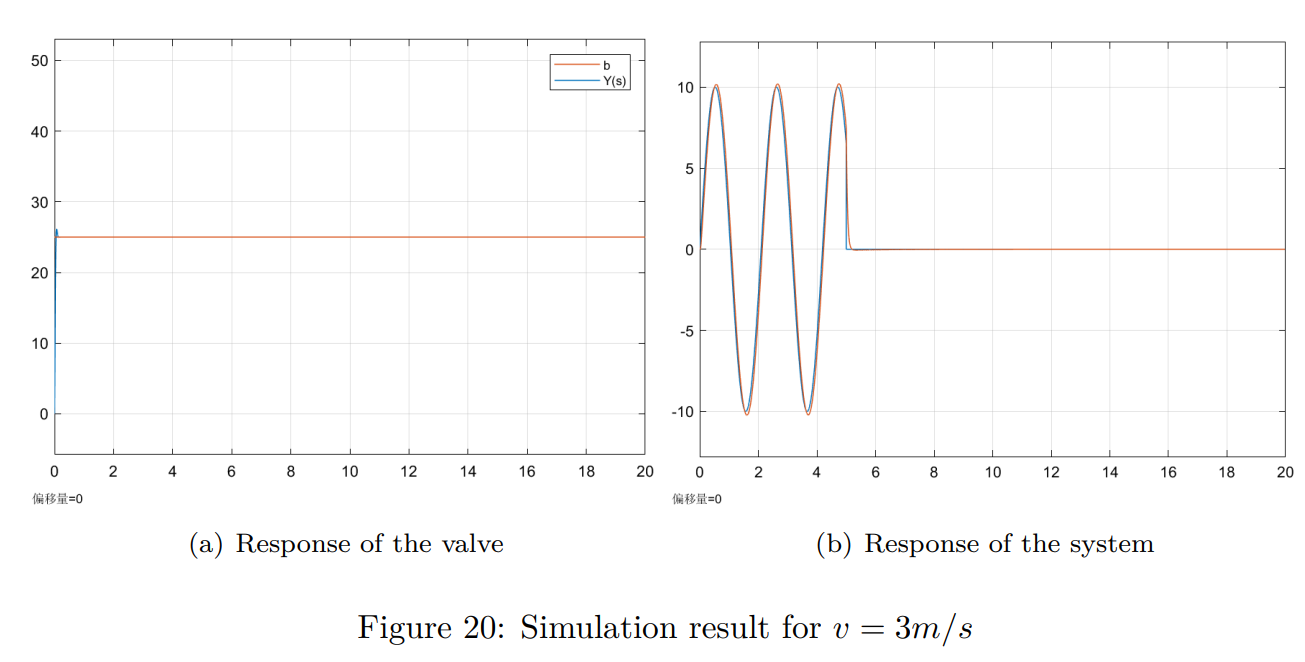 50
40
30
20
10
0
0 2 4 6 8 10 12 14 16 18 20
b
Y(s)
偏移量=0
(a) Response of the valve
10
5
0
-5
-10
0 2 4 6 8 10 12 14 16 18 20
偏移量=0
(b) Response of the system
Figure 20: Simulation result for v = 3m/s